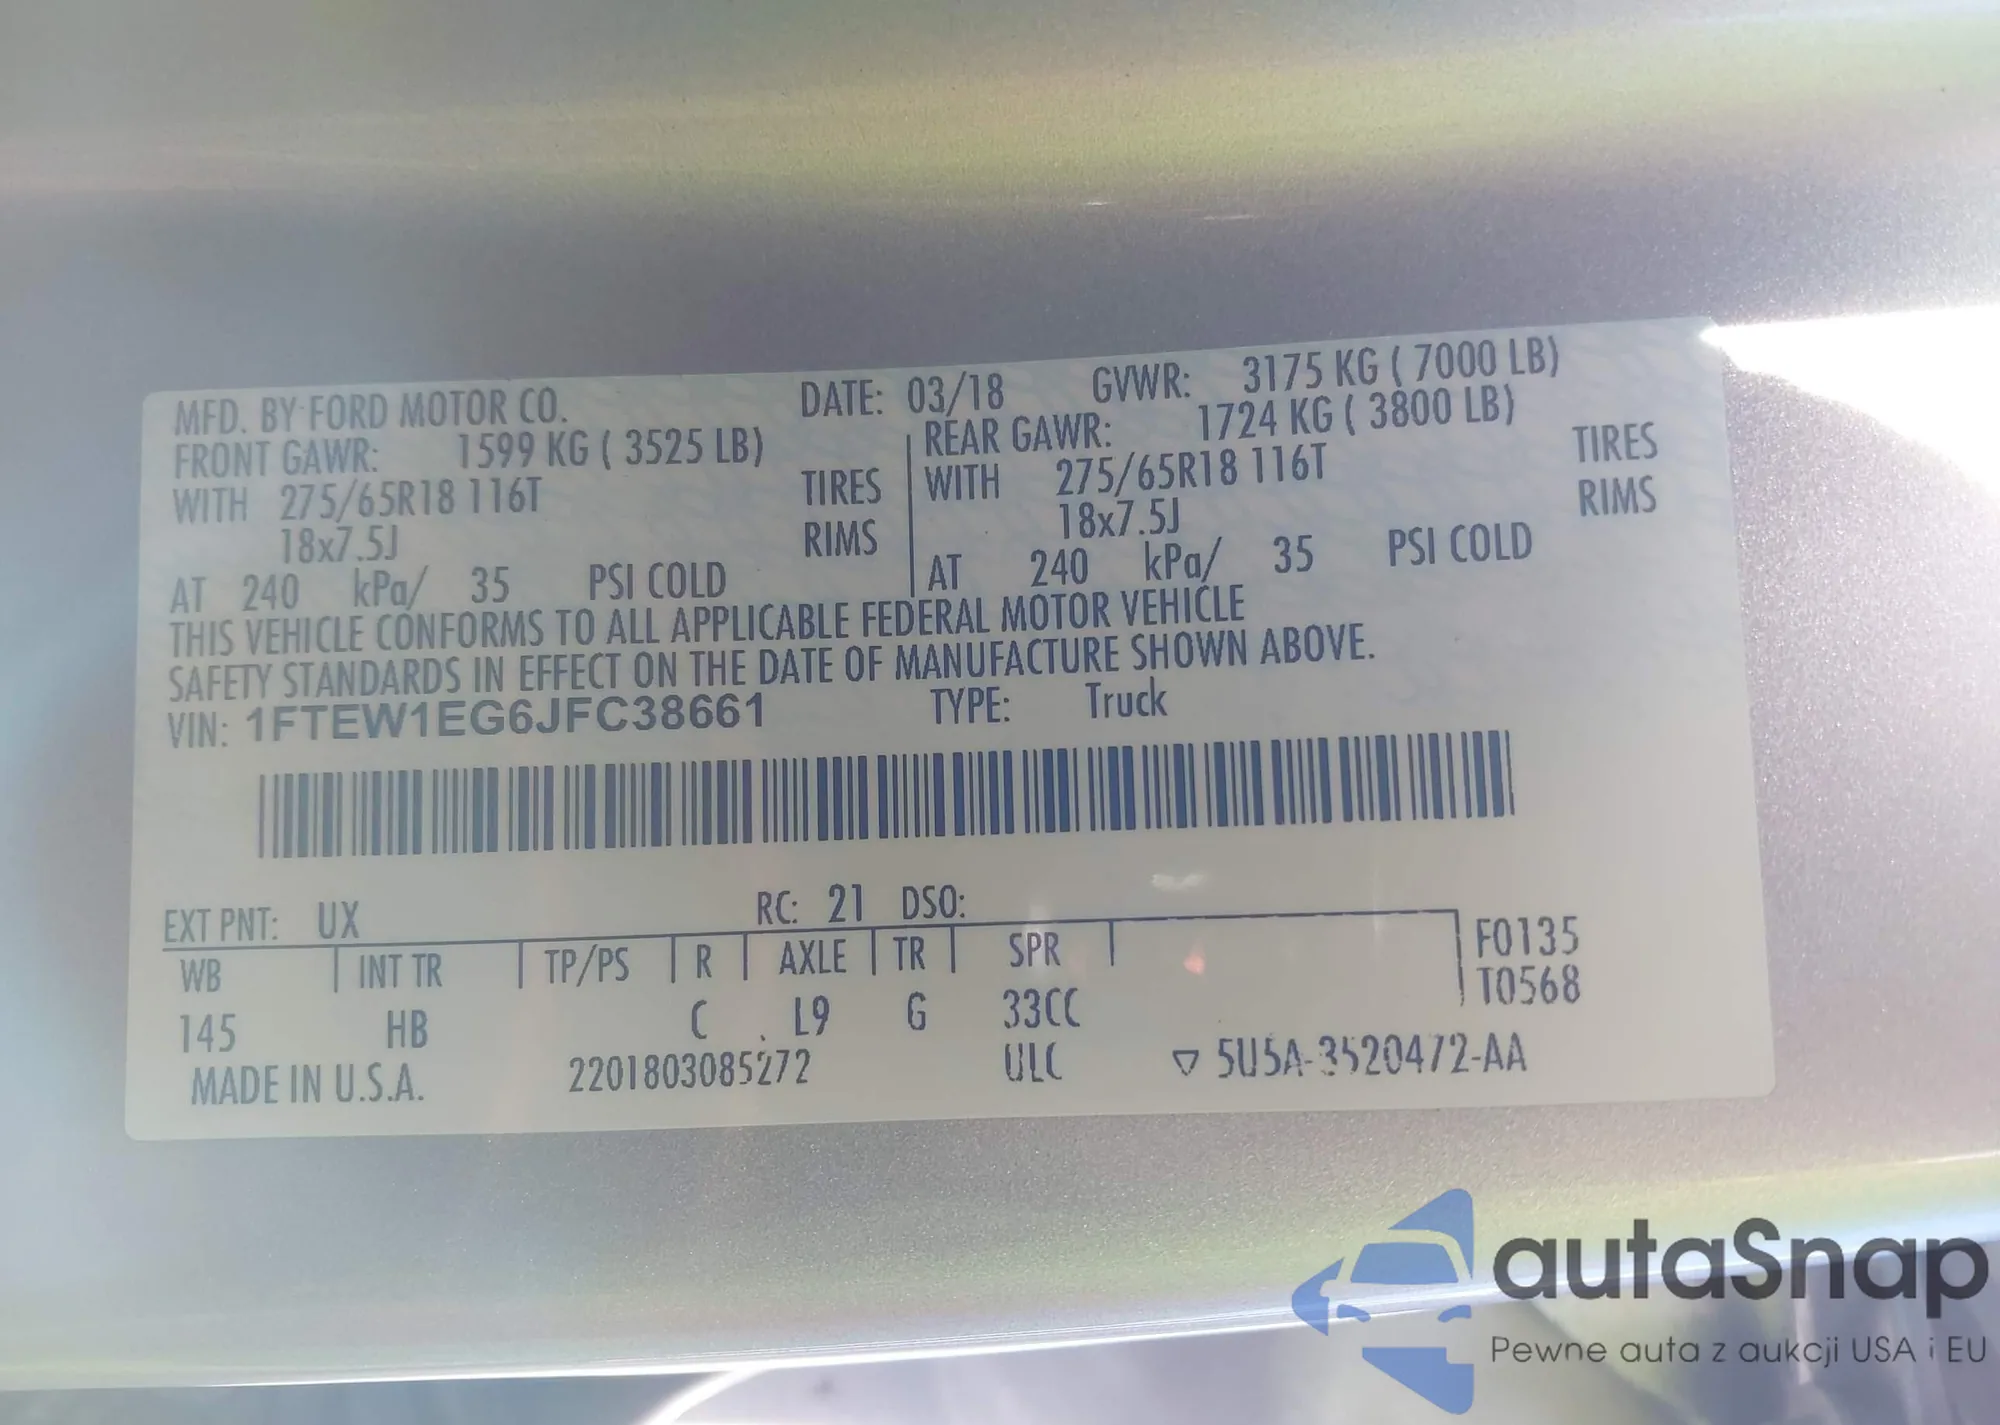 MFD. BY FORD MOTOR CO. DATE: 03/18 GVWR: 3175 KG ( 7000 LB)
FRONT GAWR: 1599 KG ( 3525 LB) REAR GAWR: 1724 KG ( 3800 LB)
WITH 275/65R18 116T TIRES WITH 275/65R18 116T TIRES
18x7.5J RIMS 18x7.5J RIMS
AT 240 kPa/ 35 PSI COLD AT 240 kPa/ 35 PSI COLD
THIS VEHICLE CONFORMS TO ALL APPLICABLE FEDERAL MOTOR VEHICLE
SAFETY STANDARDS IN EFFECT ON THE DATE OF MANUFACTURE SHOWN ABOVE.
VIN: 1FTEW1EG6JFC38661 TYPE: Truck
EXT PNT: UX RC: 21 DSO:
WB INT TR TP/PS R AXLE TR SPR F0135
145 HB C L9 G 33CC T0568
MADE IN U.S.A. 2201803085272 ULC ▽ 5U5A-3520472-AA
autaSnap
Pewne auta z aukcji USA i EU